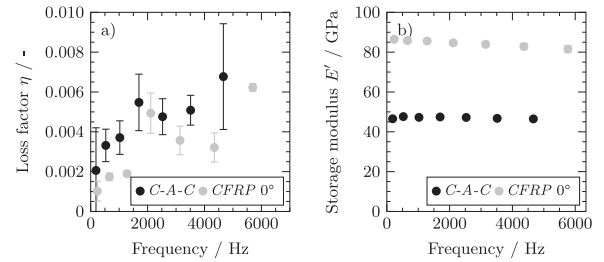 a)
Loss factor η / -
0.010
0.008
0.006
0.004
0.002
0
2000
4000
6000
C-A-C CFRP 0°
Frequency / Hz
b)
Storage modulus E′ / GPa
100
80
60
40
20
0
0
2000
4000
6000
C-A-C CFRP 0°
Frequency / Hz